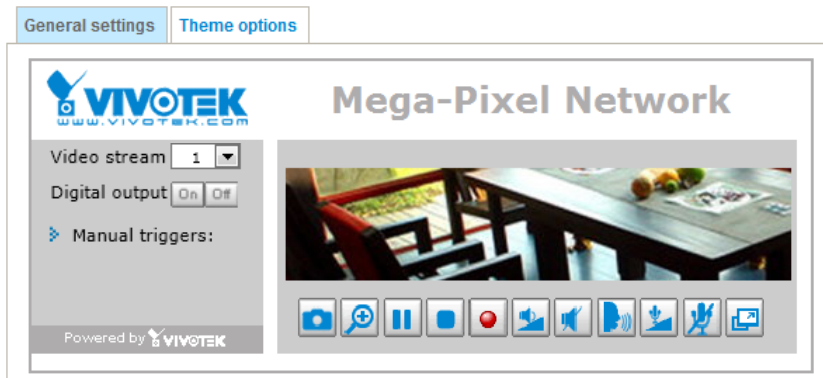 General settings
Theme options
VIVOTEK
www.vivotek.com
Mega-Pixel Network
Video stream 1
Digital output On Off
Manual triggers:
Powered by VIVOTEK